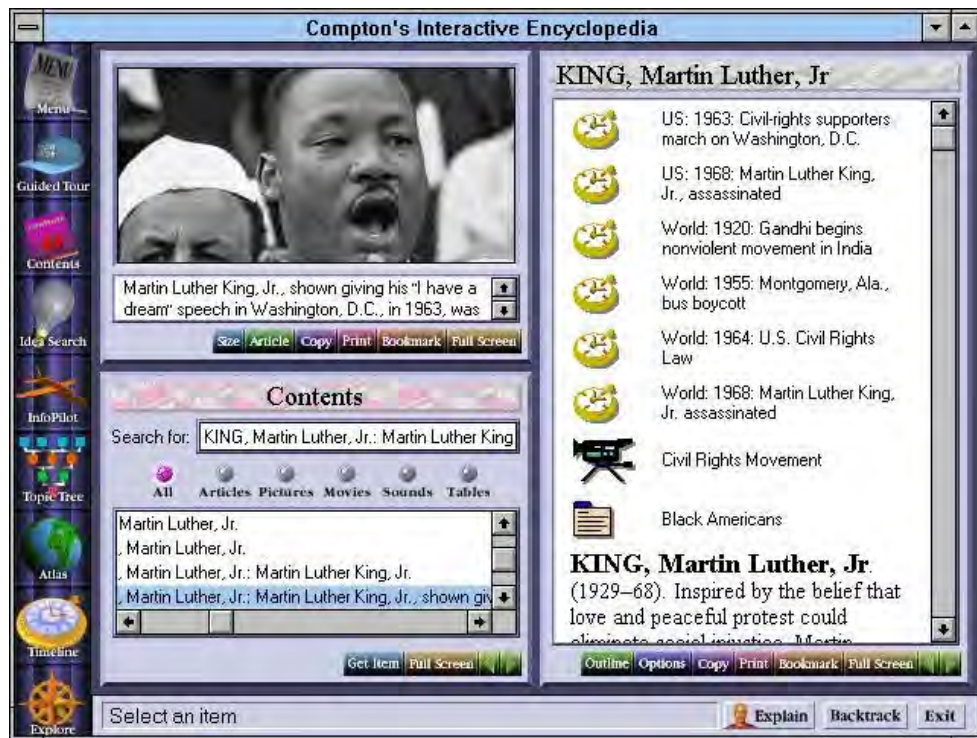 Compton's Interactive Encyclopedia
MENU
Menu
Guided Tour
Contents
Idea Search
InfoPilot
Topic Tree
Atlas
Timeline
Explore
Martin Luther King, Jr., shown giving his "I have a
dream" speech in Washington, D.C., in 1963, was
Size Article Copy Print Bookmark Full Screen
Contents
Search for: KING, Martin Luther, Jr.: Martin Luther King
All Articles Pictures Movies Sounds Tables
Martin Luther, Jr.
, Martin Luther, Jr.
, Martin Luther, Jr.: Martin Luther King, Jr.
, Martin Luther, Jr.: Martin Luther King, Jr., shown giv
Get Item Full Screen
KING, Martin Luther, Jr
US: 1963: Civil-rights supporters
march on Washington, D.C.
US: 1968: Martin Luther King,
Jr., assassinated
World: 1920: Gandhi begins
nonviolent movement in India
World: 1955: Montgomery, Ala.,
bus boycott
World: 1964: U.S. Civil Rights
Law
World: 1968: Martin Luther King,
Jr. assassinated
Civil Rights Movement
Black Americans
KING, Martin Luther, Jr.
(1929–68). Inspired by the belief that
love and peaceful protest could
eliminate social injustice, Martin
Outline Options Copy Print Bookmark Full Screen
Select an item
Explain Backtrack Exit